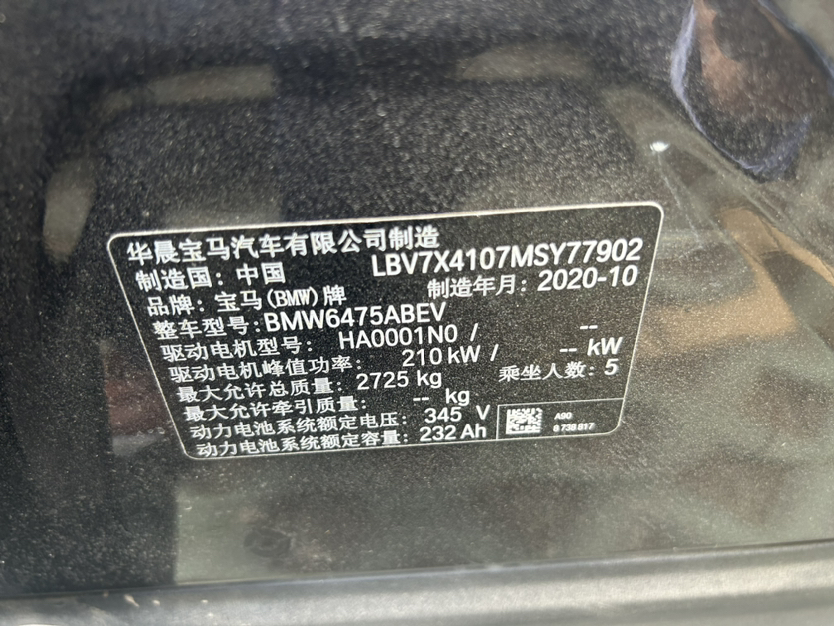 华晨宝马汽车有限公司制造
制造国：中国 LBV7X4107MSY77902
品牌：宝马(BMW)牌 制造年月：2020-10
整车型号：BMW6475ABEV
驱动电机型号： HA0001N0 / --
驱动电机峰值功率： 210 kW / -- kW
最大允许总质量： 2725 kg 乘坐人数：5
最大允许牵引质量： -- kg
动力电池系统额定电压： 345 V
动力电池系统额定容量： 232 Ah
A90
8 738 817